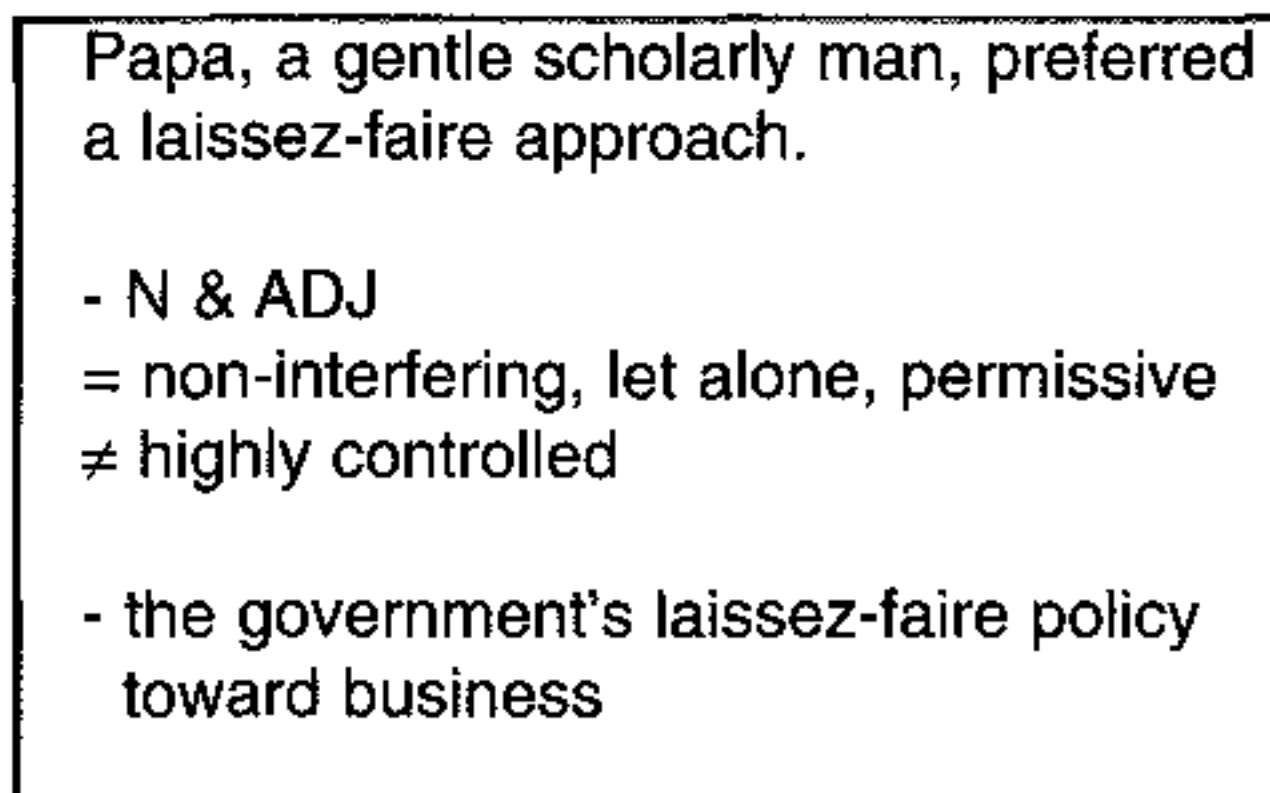 Papa, a gentle scholarly man, preferred
a laissez-faire approach.
- N & ADJ
= non-interfering, let alone, permissive
≠ highly controlled
- the government's laissez-faire policy
toward business